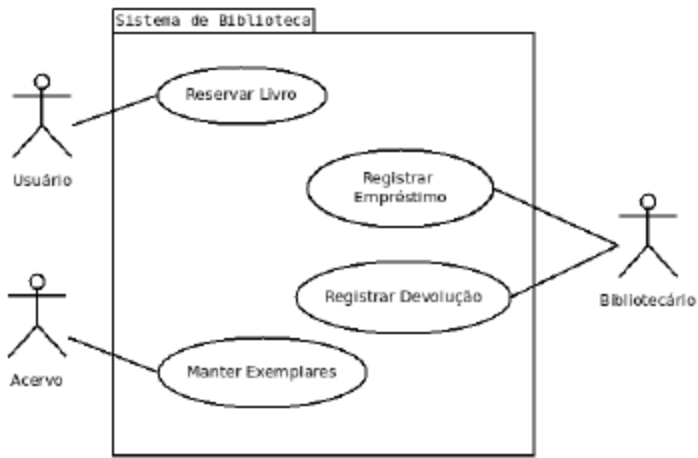 Sistema de Biblioteca
Reservar Livro
Usuário
Registrar
Empréstimo
Registrar Devolução
Bibliotecário
Manter Exemplares
Acervo